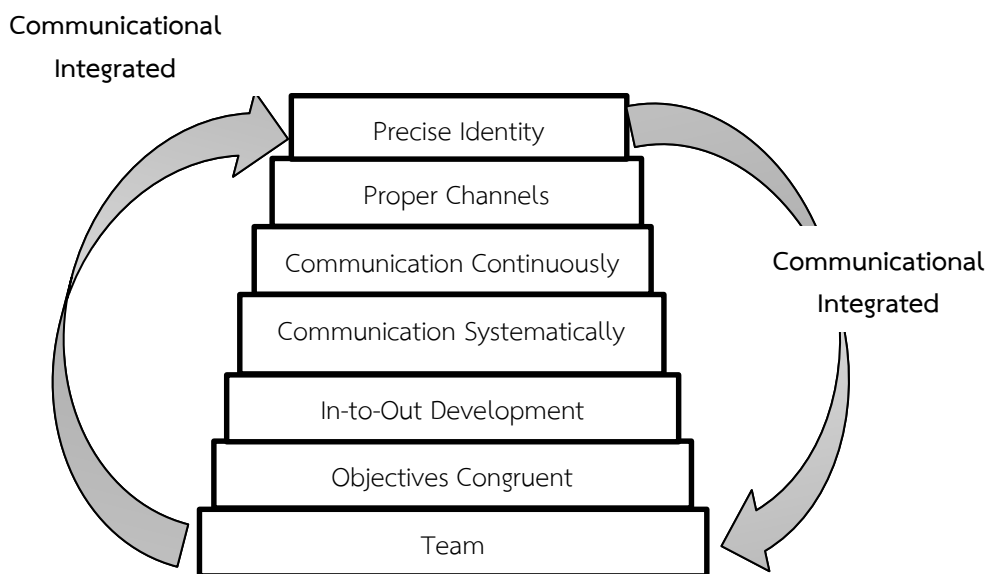 Communicational
Integrated
Precise Identity
Proper Channels
Communication Continuously
Communication Systematically
In-to-Out Development
Objectives Congruent
Team
Communicational
Integrated